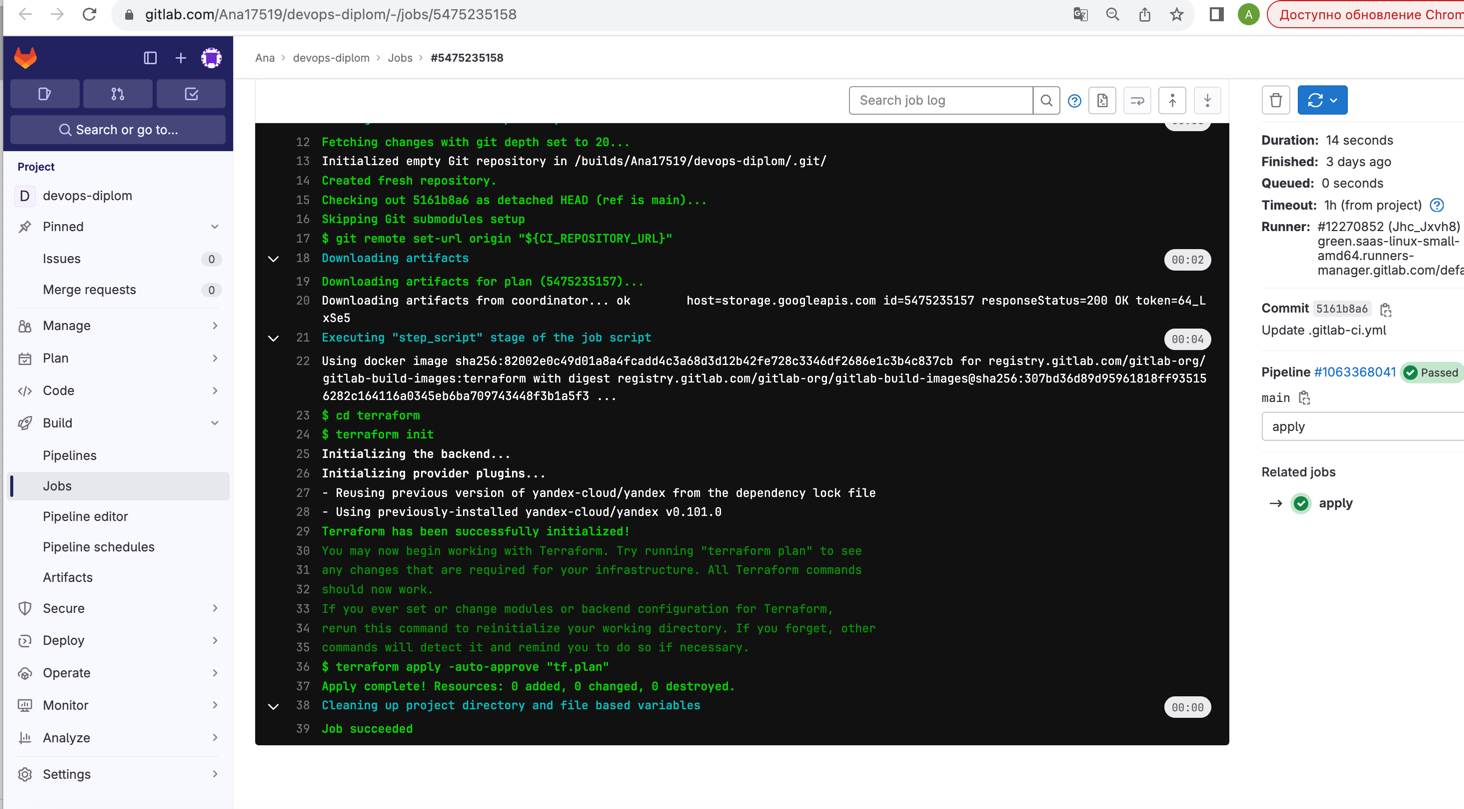 gitlab.com/Ana17519/devops-diplom/-/jobs/5475235158
A
Доступно обновление Chrom
Search or go to...
Project
D devops-diplom
Pinned
Issues 0
Merge requests 0
Manage
Plan
Code
Build
Pipelines
Jobs
Pipeline editor
Pipeline schedules
Artifacts
Secure
Deploy
Operate
Monitor
Analyze
Settings
Ana › devops-diplom › Jobs › #5475235158
Search job log
12 Fetching changes with git depth set to 20...
13 Initialized empty Git repository in /builds/Ana17519/devops-diplom/.git/
14 Created fresh repository.
15 Checking out 5161b8a6 as detached HEAD (ref is main)...
16 Skipping Git submodules setup
17 $ git remote set-url origin "${CI_REPOSITORY_URL}"
18 Downloading artifacts 00:02
19 Downloading artifacts for plan (5475235157)...
20 Downloading artifacts from coordinator... ok host=storage.googleapis.com id=5475235157 responseStatus=200 OK token=64_L
xSe5
21 Executing "step_script" stage of the job script 00:04
22 Using docker image sha256:82002e0c49d01a8a4fcadd4c3a68d3d12b42fe728c3346df2686e1c3b4c837cb for registry.gitlab.com/gitlab-org/
gitlab-build-images:terraform with digest registry.gitlab.com/gitlab-org/gitlab-build-images@sha256:307bd36d89d95961818ff93515
6282c164116a0345eb6ba709743448f3b1a5f3 ...
23 $ cd terraform
24 $ terraform init
25 Initializing the backend...
26 Initializing provider plugins...
27 - Reusing previous version of yandex-cloud/yandex from the dependency lock file
28 - Using previously-installed yandex-cloud/yandex v0.101.0
29 Terraform has been successfully initialized!
30 You may now begin working with Terraform. Try running "terraform plan" to see
31 any changes that are required for your infrastructure. All Terraform commands
32 should now work.
33 If you ever set or change modules or backend configuration for Terraform,
34 rerun this command to reinitialize your working directory. If you forget, other
35 commands will detect it and remind you to do so if necessary.
36 $ terraform apply -auto-approve "tf.plan"
37 Apply complete! Resources: 0 added, 0 changed, 0 destroyed.
38 Cleaning up project directory and file based variables 00:00
39 Job succeeded
Duration: 14 seconds
Finished: 3 days ago
Queued: 0 seconds
Timeout: 1h (from project)
Runner: #12270852 (Jhc_Jxvh8)
green.saas-linux-small-
amd64.runners-
manager.gitlab.com/defa
Commit 5161b8a6
Update .gitlab-ci.yml
Pipeline #1063368041 Passed
main
apply
Related jobs
→ apply